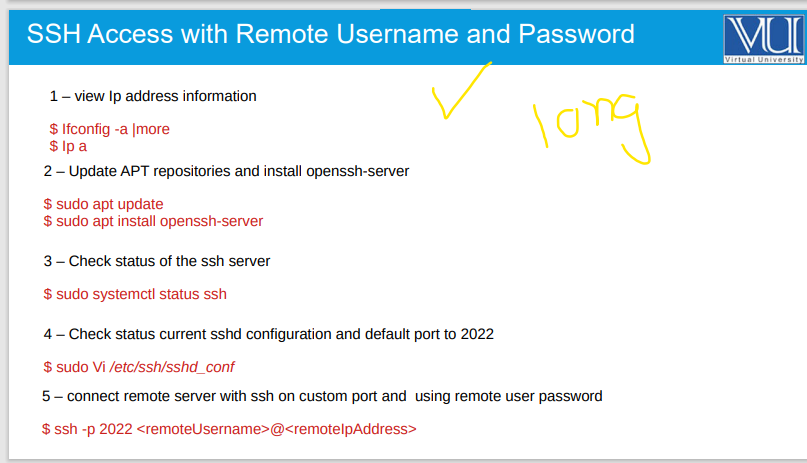 SSH Access with Remote Username and Password
VU
Virtual University
1 – view Ip address information
long
$ Ifconfig -a |more
$ Ip a
2 – Update APT repositories and install openssh-server
$ sudo apt update
$ sudo apt install openssh-server
3 – Check status of the ssh server
$ sudo systemctl status ssh
4 – Check status current sshd configuration and default port to 2022
$ sudo Vi /etc/ssh/sshd_conf
5 – connect remote server with ssh on custom port and  using remote user password
$ ssh -p 2022 <remoteUsername>@<remoteIpAddress>